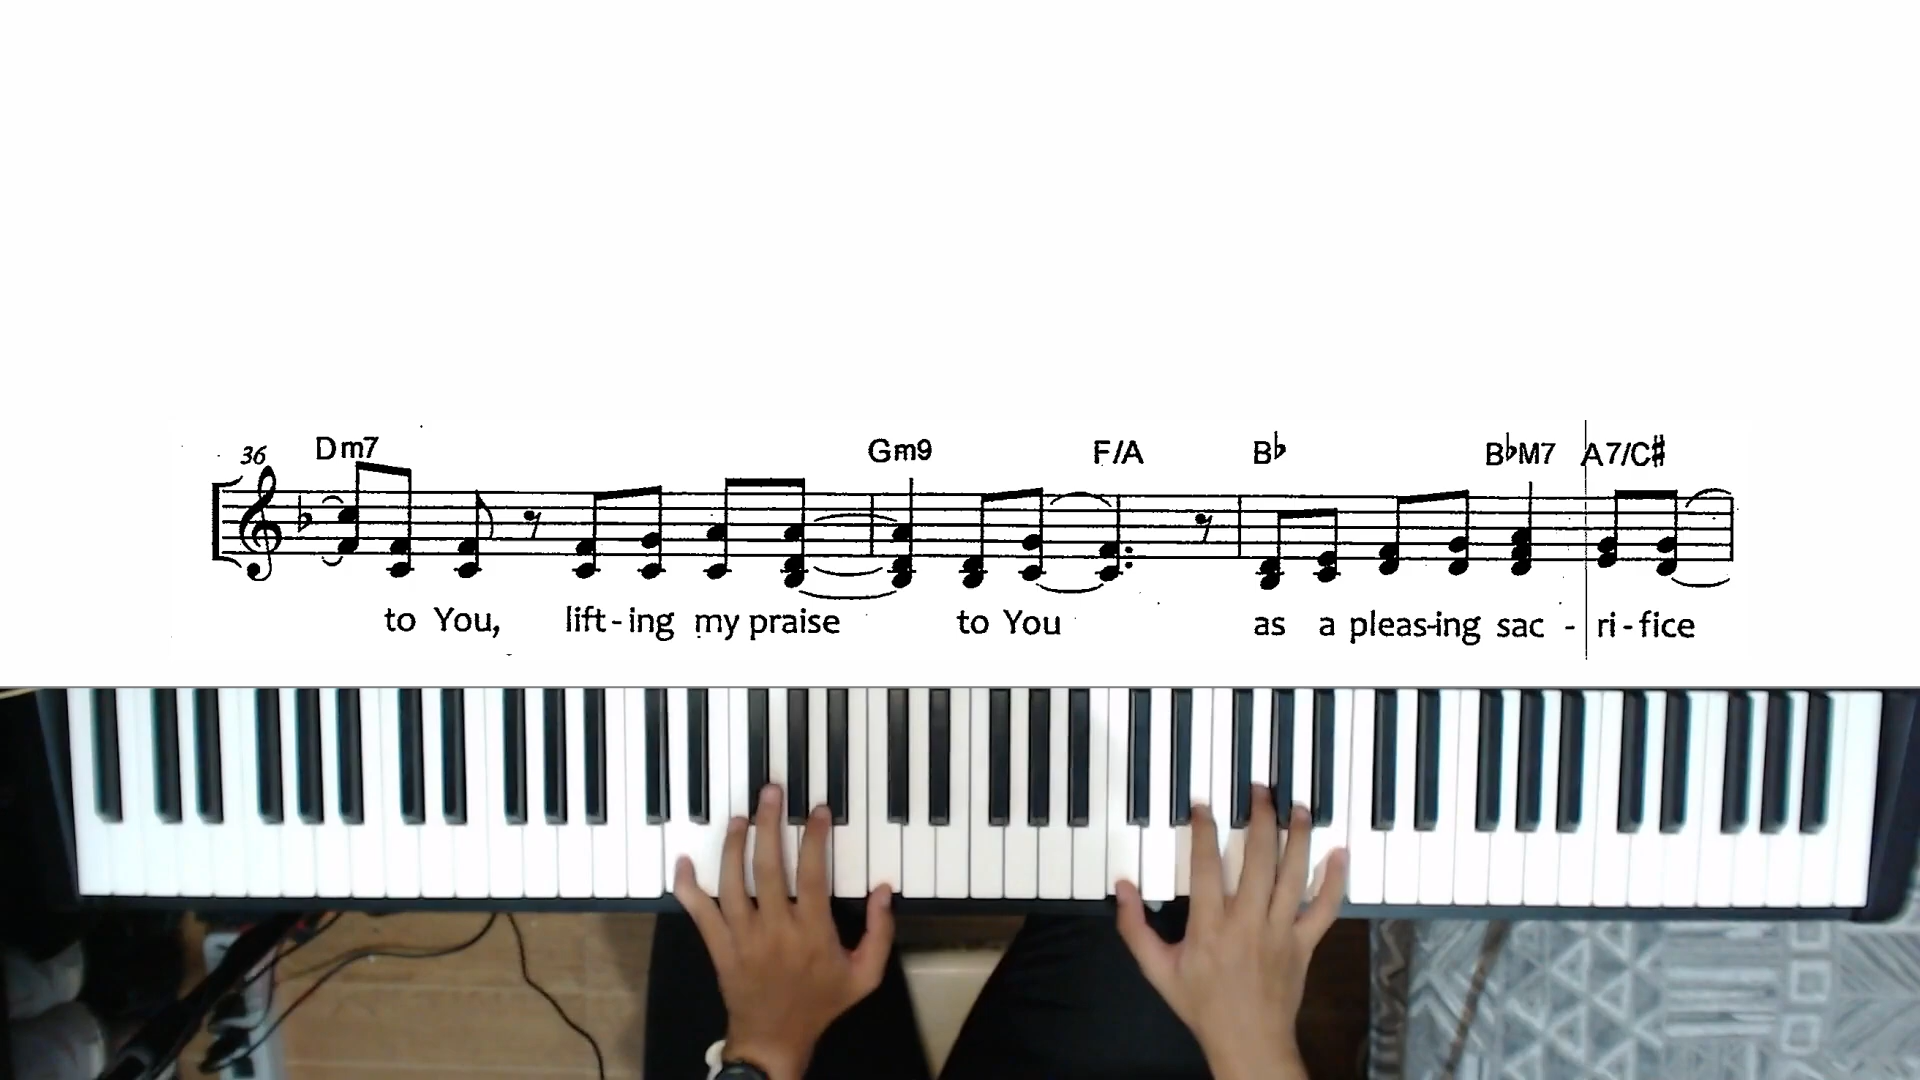 36 Dm7 Gm9 F/A B♭ B♭M7 A7/C♯
to You, lift-ing my praise to You as a pleas-ing sac - ri-fice